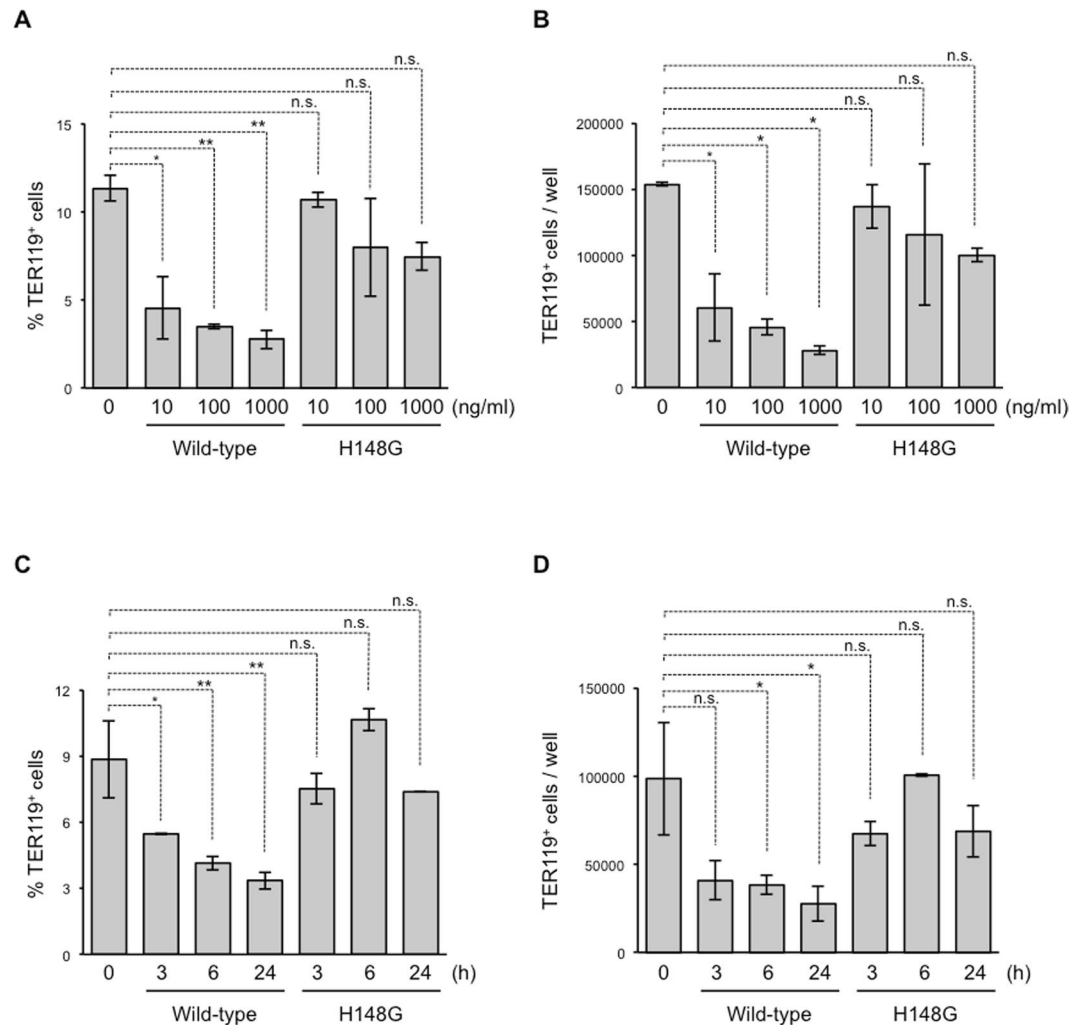 A
n.s.
n.s.
n.s.
**
**
*
% TER119⁺ cells
15
10
5
0
0 10 100 1000 10 100 1000 (ng/ml)
Wild-type H148G
B
n.s.
n.s.
n.s.
*
*
*
TER119⁺ cells / well
200000
150000
100000
50000
0
0 10 100 1000 10 100 1000 (ng/ml)
Wild-type H148G
C
n.s.
n.s.
n.s.
**
**
*
% TER119⁺ cells
12
9
6
3
0
0 3 6 24 3 6 24 (h)
Wild-type H148G
D
n.s.
n.s.
n.s.
*
*
n.s.
TER119⁺ cells / well
150000
100000
50000
0
0 3 6 24 3 6 24 (h)
Wild-type H148G